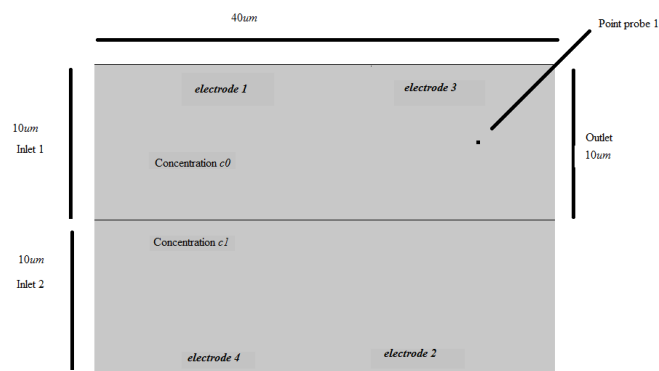 40um
Point probe 1
electrode 1
electrode 3
10um
Inlet 1
Outlet
10um
Concentration c0
Concentration c1
10um
Inlet 2
electrode 4
electrode 2